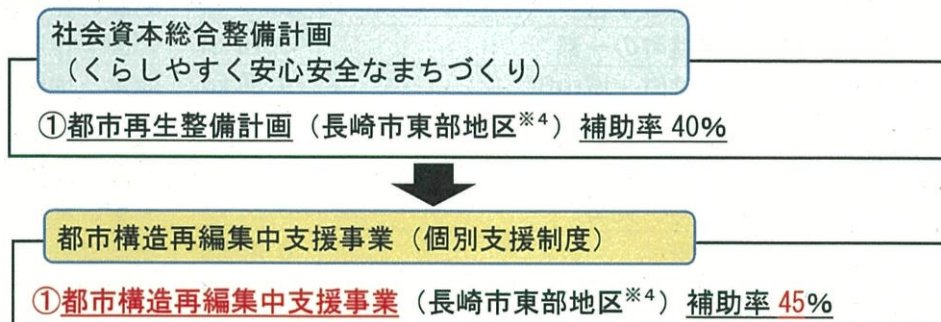 社会資本総合整備計画
（くらしやすく安心安全なまちづくり）
①都市再生整備計画（長崎市東部地区※4）補助率 40%
都市構造再編集中支援事業（個別支援制度）
①都市構造再編集中支援事業（長崎市東部地区※4）補助率 45%